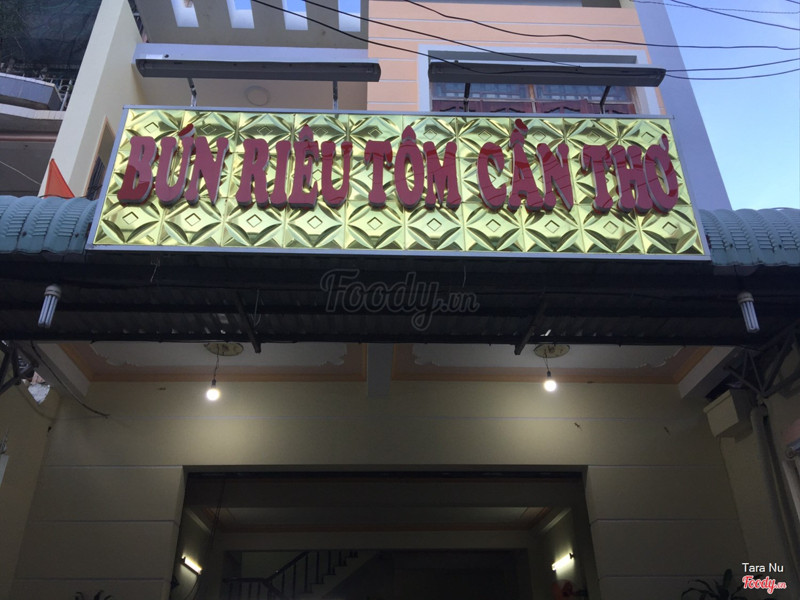 BÚN RIÊU TÔM CẦN THƠ
Foody.vn
Tara Nu
Foody.vn